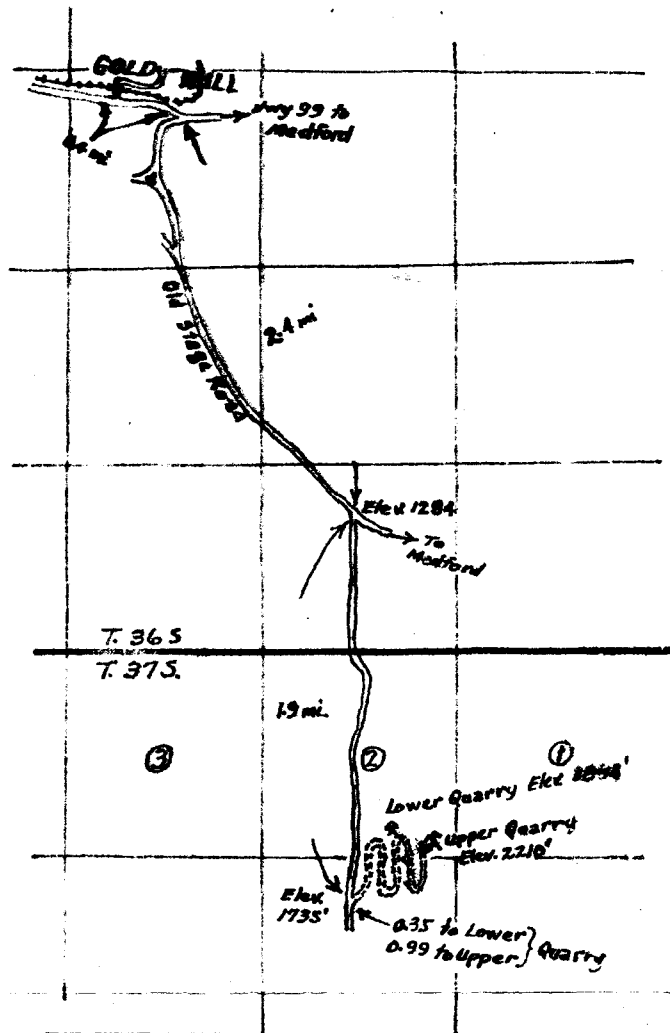 GOLD HILL
Hwy 99 to
Medford
Old Stage Road
2.4 mi
Elev. 1284
To
Medford
T. 36 S
T. 37 S.
1.9 mi.
3
2
1
Lower Quarry Elev.
Upper Quarry
Elev. 2210'
Elev.
1735'
0.35 to Lower
0.99 to Upper
Quarry